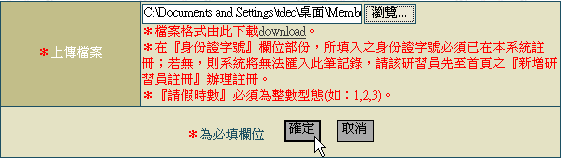 C:\Documents and Settings\tdec\桌面\Memb 瀏覽...
＊上傳檔案
＊檔案格式由此下載download。
＊在『身份證字號』欄位部份，所填入之身份證字號必須已在本系統註
冊；若無，則系統將無法匯入此筆記錄，請該研習員先至首頁之『新增研
習員註冊』辦理註冊。
＊『請假時數』必須為整數型態(如：1,2,3)。
＊為必填欄位 確定 取消